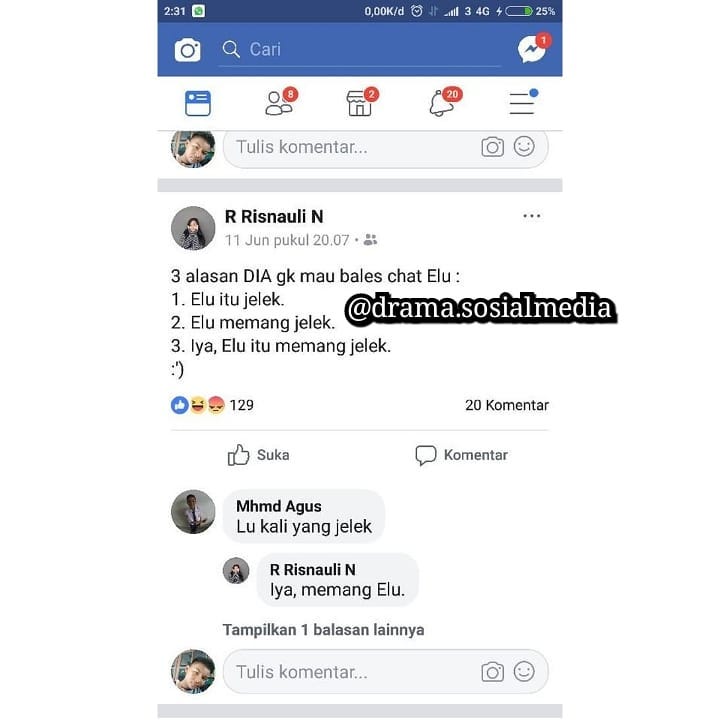 2:31
0,00K/d
3 4G
25%
Cari
1
8
2
20
Tulis komentar...
R Risnauli N
11 Jun pukul 20.07
3 alasan DIA gk mau bales chat Elu :
1. Elu itu jelek.
2. Elu memang jelek.
3. Iya, Elu itu memang jelek.
:')
@drama.sosialmedia
129
20 Komentar
Suka
Komentar
Mhmd Agus
Lu kali yang jelek
R Risnauli N
Iya, memang Elu.
Tampilkan 1 balasan lainnya
Tulis komentar...